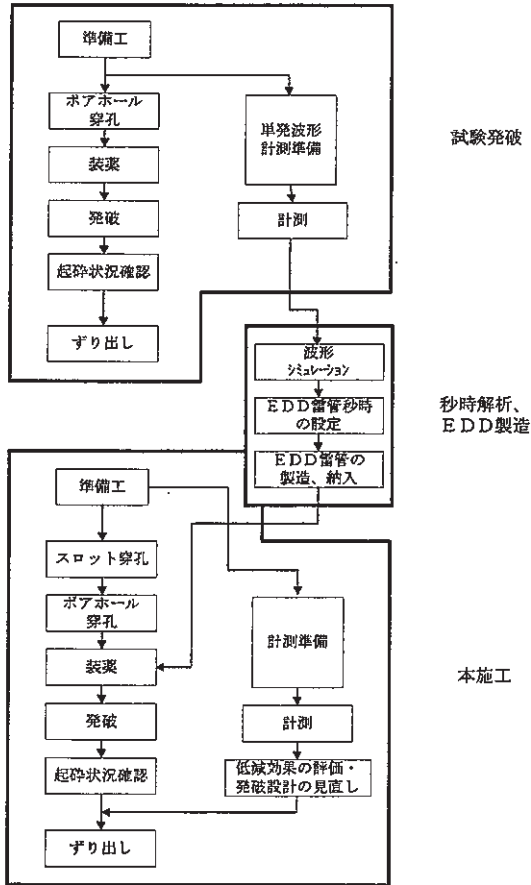 準備工
ボアホール
穿孔
装薬
発破
起砕状況確認
ずり出し
単発波形
計測準備
計測
試験発破
波形
シミュレーション
EDD雷管秒時
の設定
EDD雷管の
製造、納入
秒時解析、
EDD製造
準備工
スロット穿孔
ボアホール
穿孔
装薬
発破
起砕状況確認
ずり出し
計測準備
計測
低減効果の評価・
発破設計の見直し
本施工